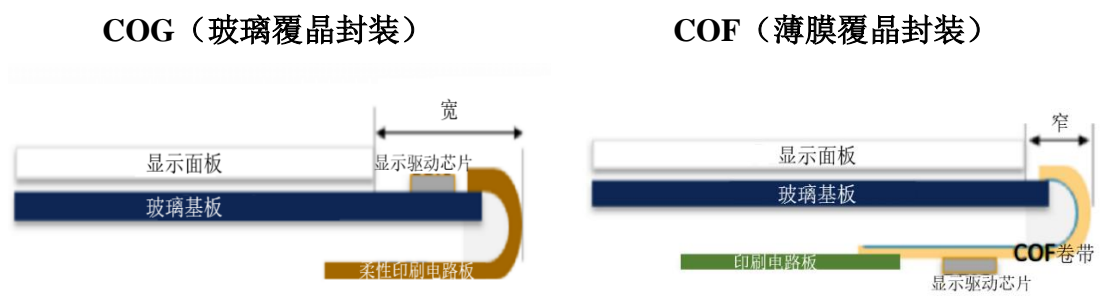 COG（玻璃覆晶封装）
宽
显示面板
显示驱动芯片
玻璃基板
柔性印刷电路板
COF（薄膜覆晶封装）
窄
显示面板
玻璃基板
COF卷带
印刷电路板
显示驱动芯片